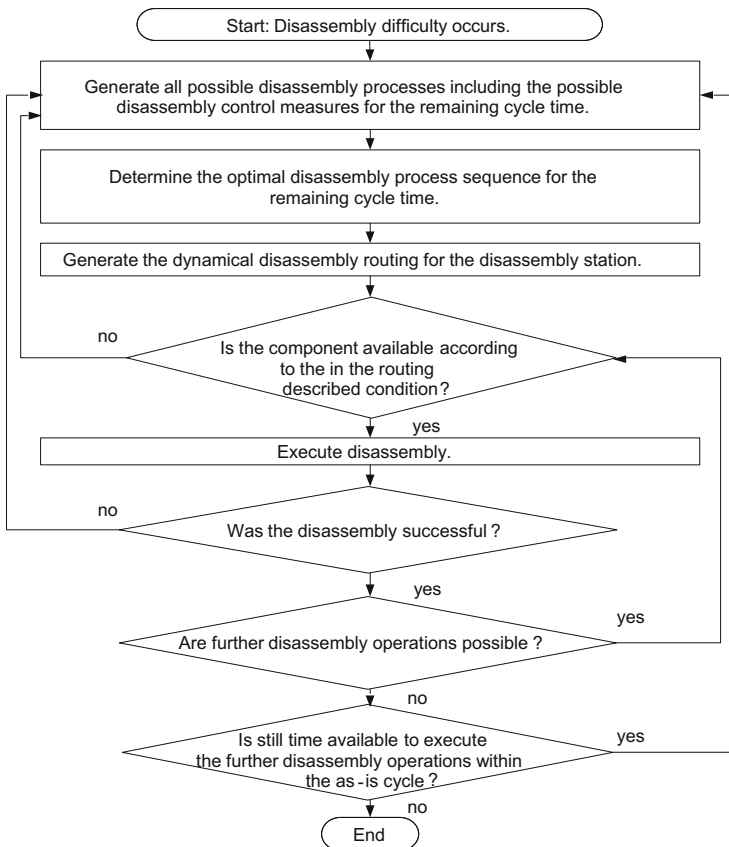 Start: Disassembly difficulty occurs.
Generate all possible disassembly processes including the possible
disassembly control measures for the remaining cycle time.
Determine the optimal disassembly process sequence for the
remaining cycle time.
Generate the dynamical disassembly routing for the disassembly station.
no
Is the component available according
to the in the routing
described condition?
yes
Execute disassembly.
no
Was the disassembly successful?
yes
yes
Are further disassembly operations possible?
no
Is still time available to execute
the further disassembly operations within
the as-is cycle?
yes
no
End